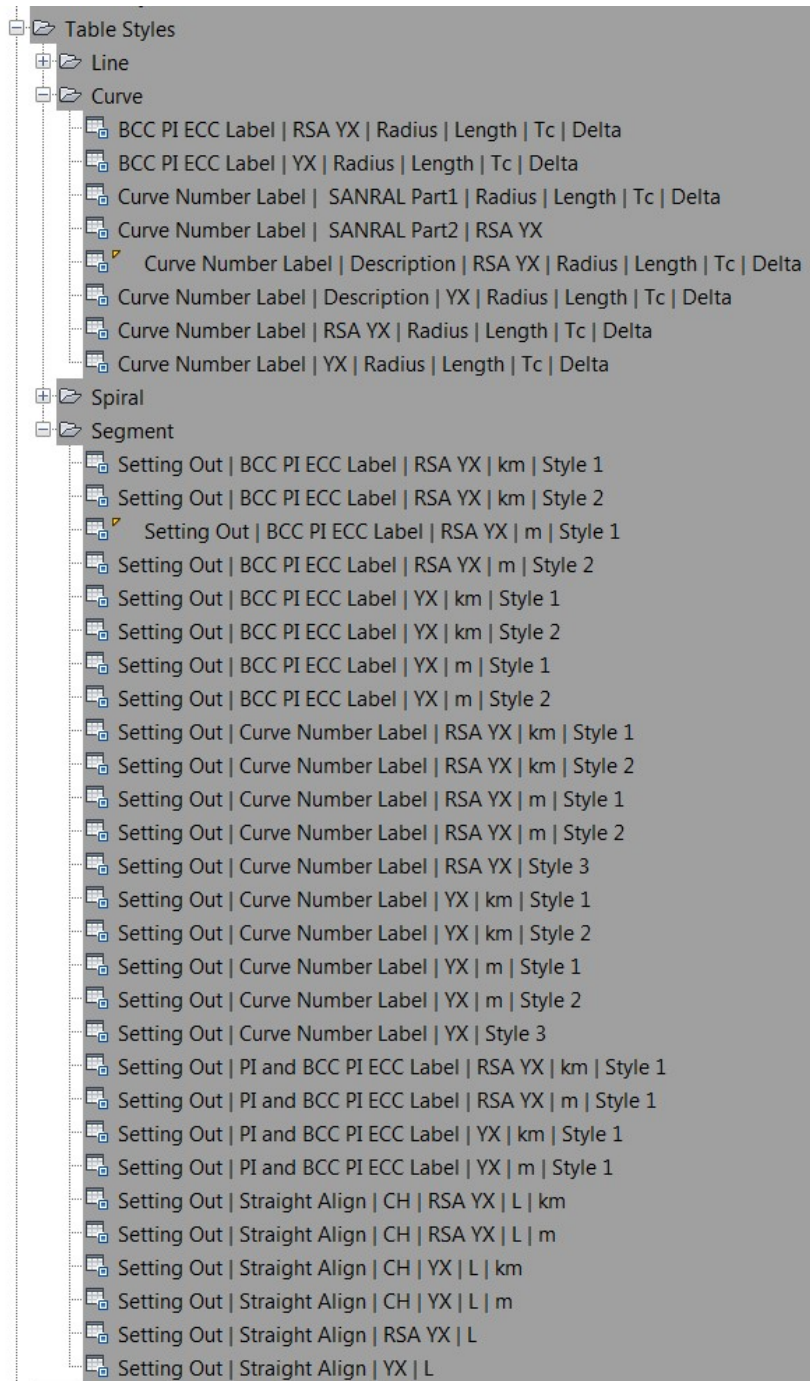 Table Styles
Line
Curve
BCC PI ECC Label | RSA YX | Radius | Length | Tc | Delta
BCC PI ECC Label | YX | Radius | Length | Tc | Delta
Curve Number Label |  SANRAL Part1 | Radius | Length | Tc | Delta
Curve Number Label |  SANRAL Part2 | RSA YX
Curve Number Label | Description | RSA YX | Radius | Length | Tc | Delta
Curve Number Label | Description | YX | Radius | Length | Tc | Delta
Curve Number Label | RSA YX | Radius | Length | Tc | Delta
Curve Number Label | YX | Radius | Length | Tc | Delta
Spiral
Segment
Setting Out | BCC PI ECC Label | RSA YX | km | Style 1
Setting Out | BCC PI ECC Label | RSA YX | km | Style 2
Setting Out | BCC PI ECC Label | RSA YX | m | Style 1
Setting Out | BCC PI ECC Label | RSA YX | m | Style 2
Setting Out | BCC PI ECC Label | YX | km | Style 1
Setting Out | BCC PI ECC Label | YX | km | Style 2
Setting Out | BCC PI ECC Label | YX | m | Style 1
Setting Out | BCC PI ECC Label | YX | m | Style 2
Setting Out | Curve Number Label | RSA YX | km | Style 1
Setting Out | Curve Number Label | RSA YX | km | Style 2
Setting Out | Curve Number Label | RSA YX | m | Style 1
Setting Out | Curve Number Label | RSA YX | m | Style 2
Setting Out | Curve Number Label | RSA YX | Style 3
Setting Out | Curve Number Label | YX | km | Style 1
Setting Out | Curve Number Label | YX | km | Style 2
Setting Out | Curve Number Label | YX | m | Style 1
Setting Out | Curve Number Label | YX | m | Style 2
Setting Out | Curve Number Label | YX | Style 3
Setting Out | PI and BCC PI ECC Label | RSA YX | km | Style 1
Setting Out | PI and BCC PI ECC Label | RSA YX | m | Style 1
Setting Out | PI and BCC PI ECC Label | YX | km | Style 1
Setting Out | PI and BCC PI ECC Label | YX | m | Style 1
Setting Out | Straight Align | CH | RSA YX | L | km
Setting Out | Straight Align | CH | RSA YX | L | m
Setting Out | Straight Align | CH | YX | L | km
Setting Out | Straight Align | CH | YX | L | m
Setting Out | Straight Align | RSA YX | L
Setting Out | Straight Align | YX | L